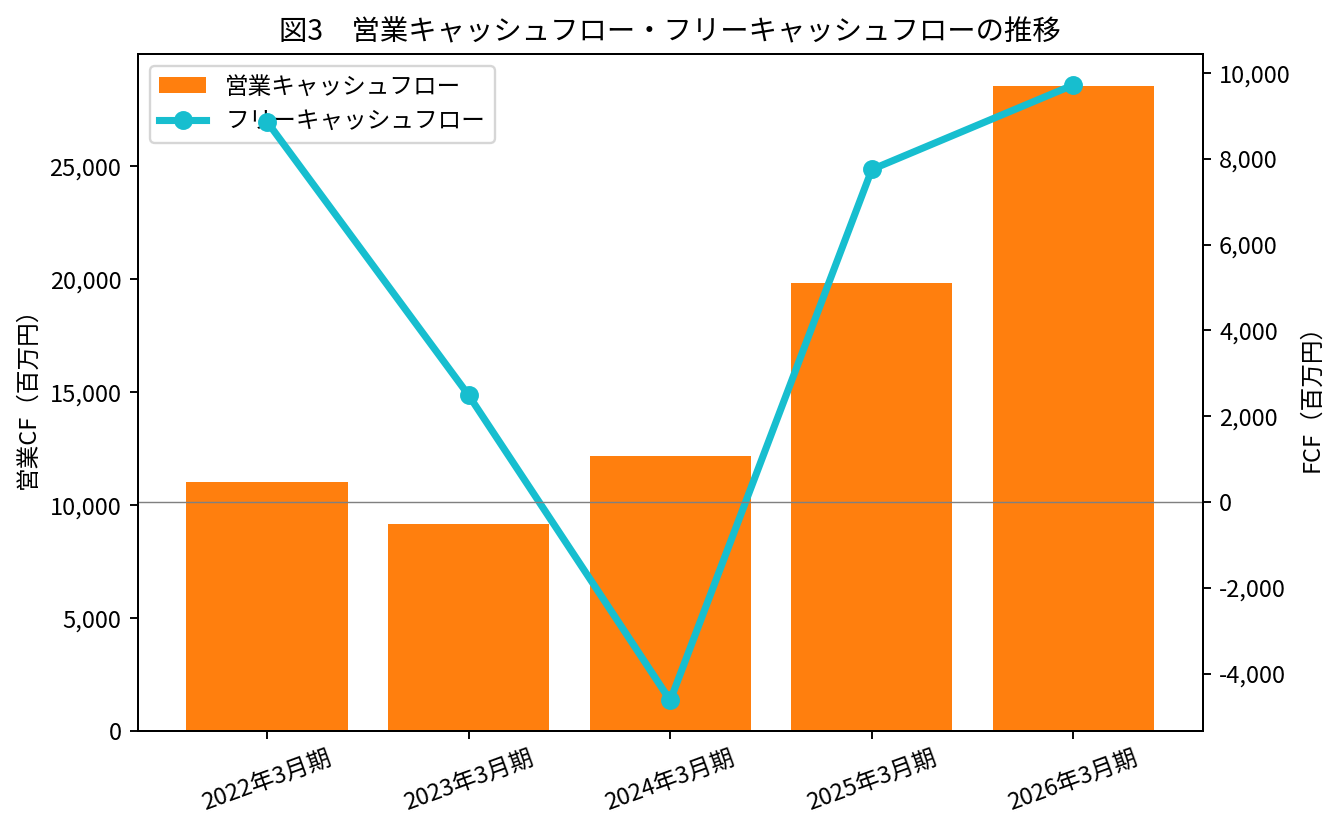 図3　営業キャッシュフロー・フリーキャッシュフローの推移
営業キャッシュフロー
フリーキャッシュフロー
営業CF（百万円）
25,000
20,000
15,000
10,000
5,000
0
10,000
8,000
6,000
4,000
2,000
0
-2,000
-4,000
FCF（百万円）
2022年3月期
2023年3月期
2024年3月期
2025年3月期
2026年3月期